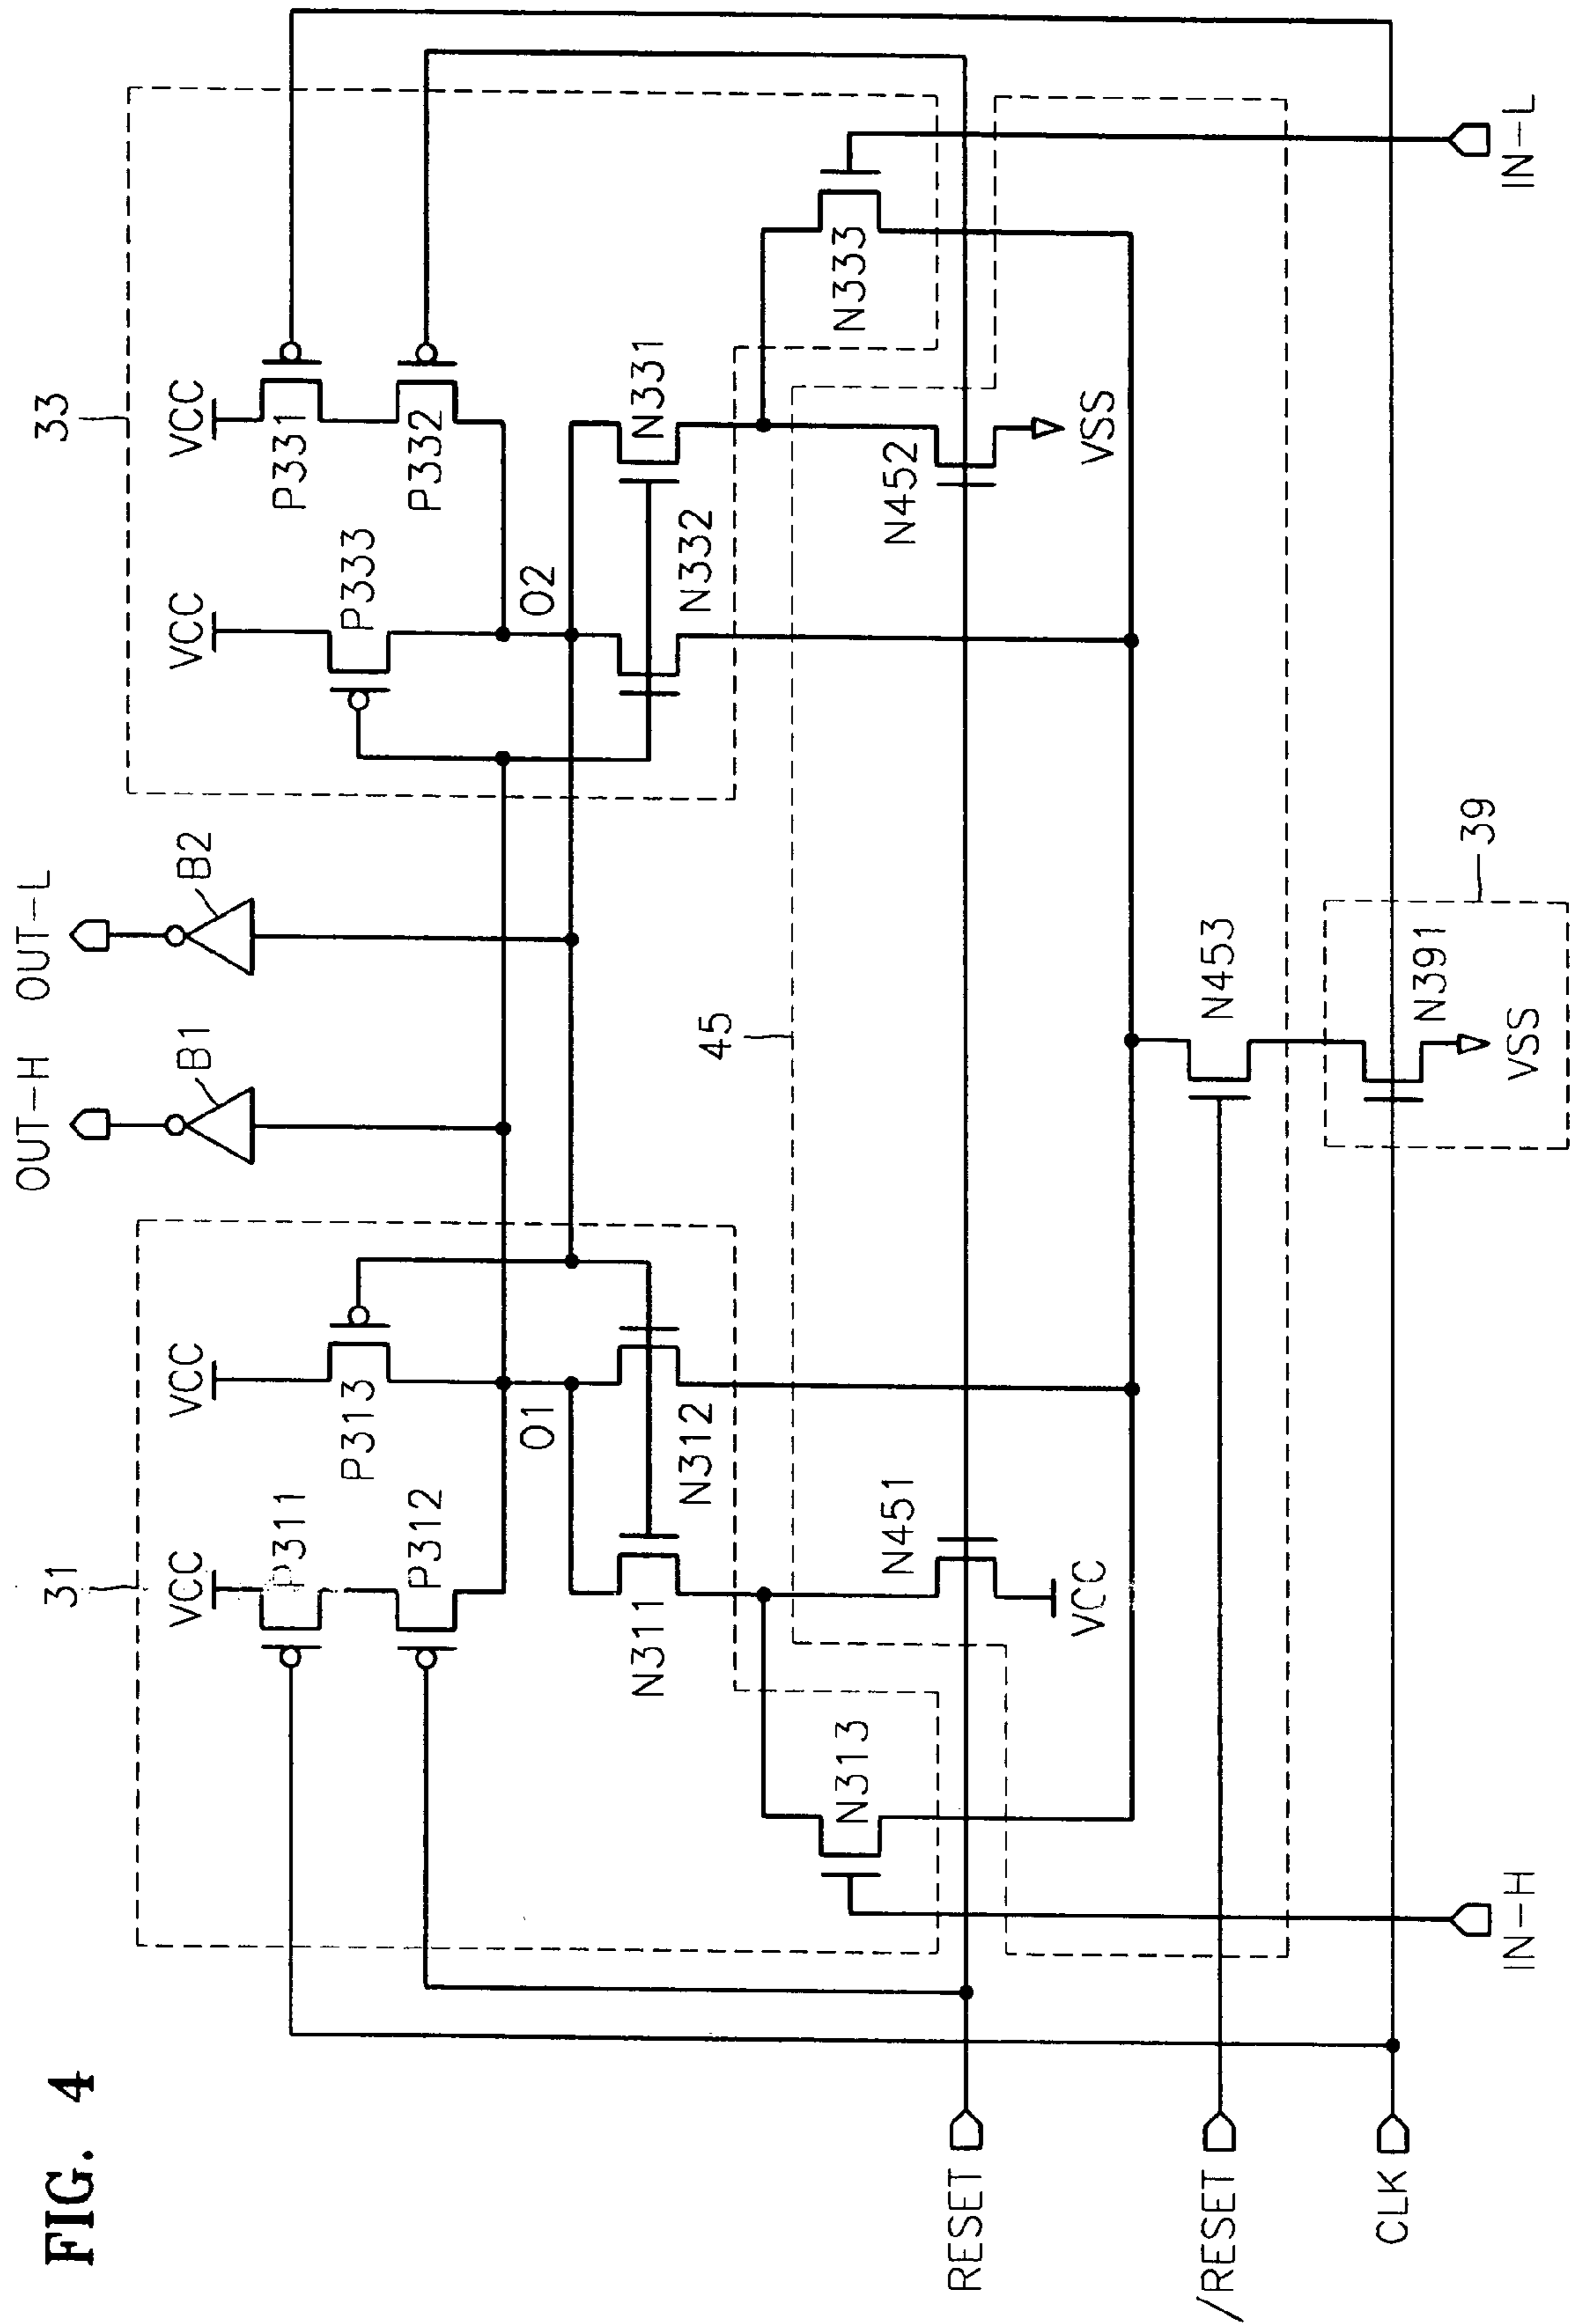 FIG. 4
OUT-H
OUT-L
B1
B2
31
33
VCC
VCC
VCC
VCC
P311
P313
P333
P331
P312
P332
O1
O2
N311
N312
N332
N331
45
N313
N333
N451
N452
VCC
VSS
RESET
N453
/RESET
39
N391
CLK
VSS
IN-H
IN-L